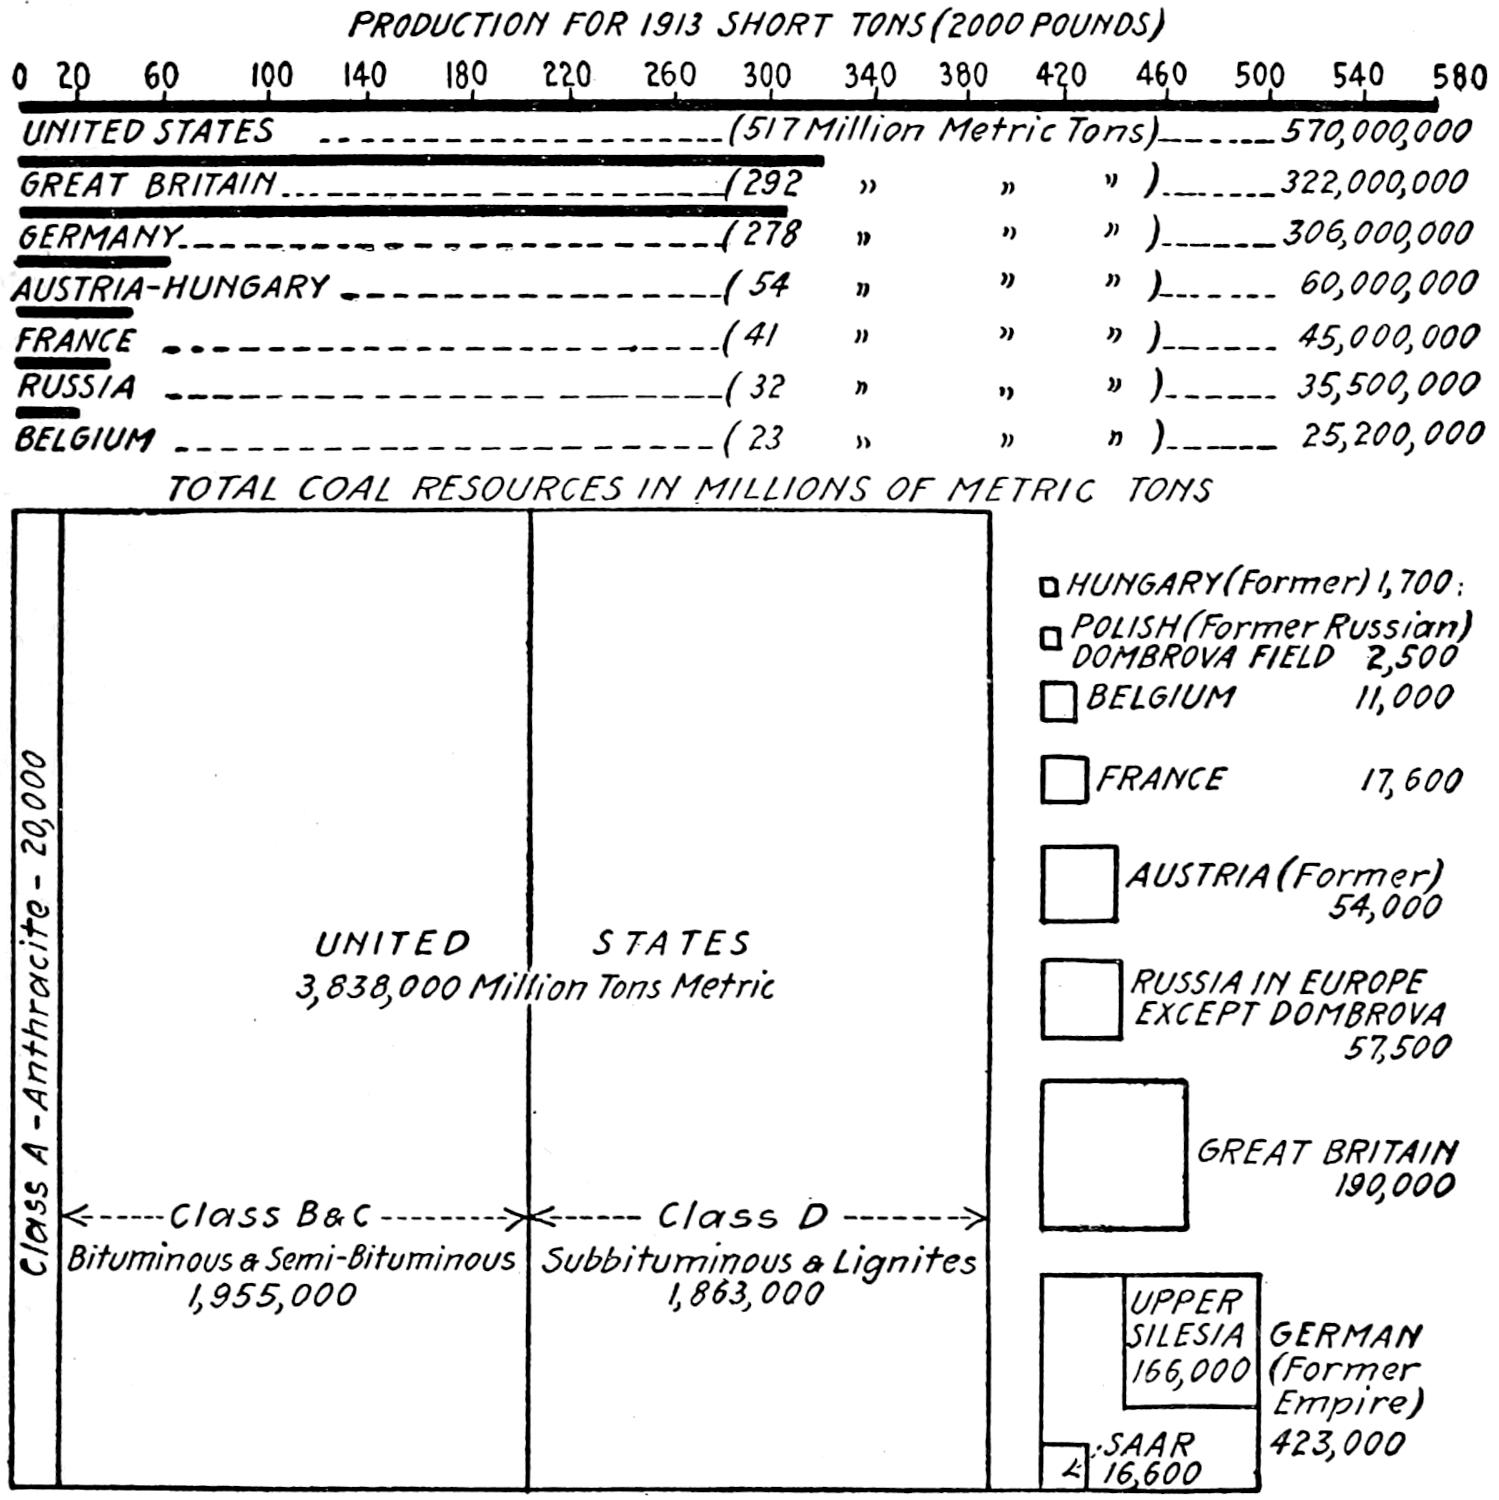 PRODUCTION FOR 1913 SHORT TONS (2000 POUNDS)
0 20 60 100 140 180 220 260 300 340 380 420 460 500 540 580
UNITED STATES (517 Million Metric Tons) 570,000,000
GREAT BRITAIN (292 " " ") 322,000,000
GERMANY (278 " " ") 306,000,000
AUSTRIA-HUNGARY (54 " " ") 60,000,000
FRANCE (41 " " ") 45,000,000
RUSSIA (32 " " ") 35,500,000
BELGIUM (23 " " ") 25,200,000
TOTAL COAL RESOURCES IN MILLIONS OF METRIC TONS
Class A - Anthracite - 20,000
UNITED STATES
3,838,000 Million Tons Metric
Class B & C
Bituminous & Semi-Bituminous
1,955,000
Class D
Subbituminous & Lignites
1,863,000
HUNGARY (Former) 1,700
POLISH (Former Russian)
DOMBROVA FIELD 2,500
BELGIUM 11,000
FRANCE 17,600
AUSTRIA (Former)
54,000
RUSSIA IN EUROPE
EXCEPT DOMBROVA
57,500
GREAT BRITAIN
190,000
UPPER
SILESIA
166,000
GERMAN
(Former
Empire)
423,000
SAAR
16,600